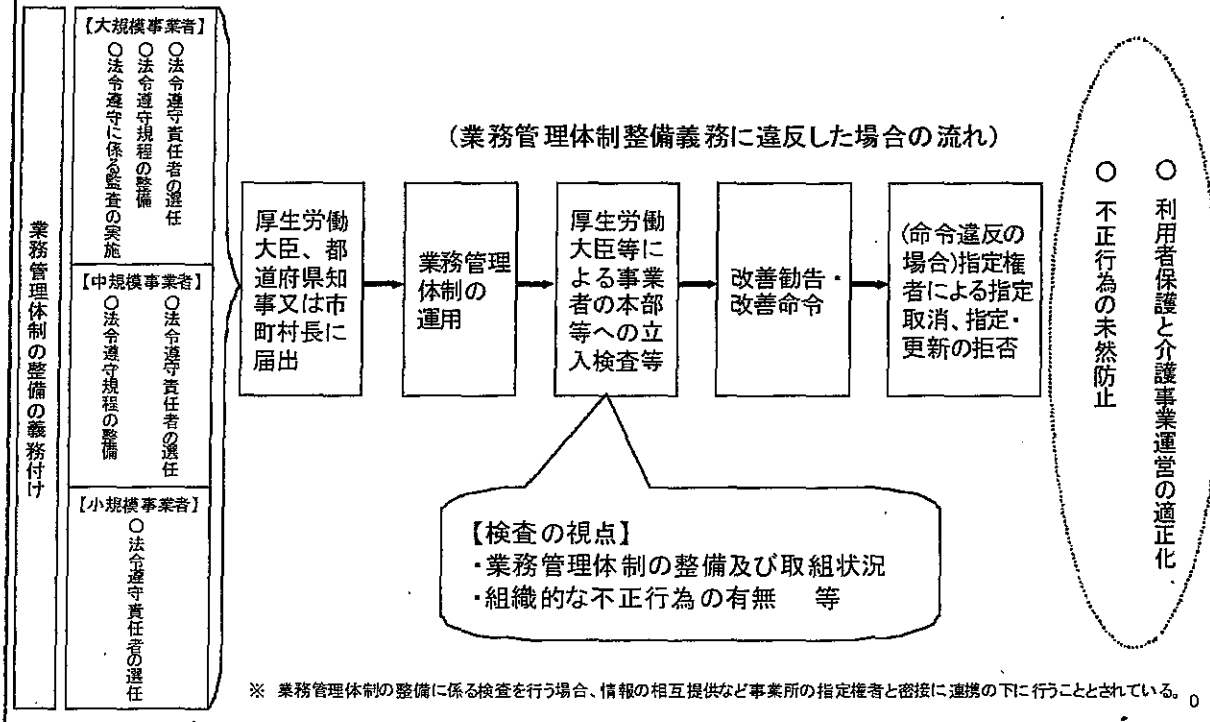 業務管理体制の整備の義務付け
【大規模事業者】
○法令遵守責任者の選任
○法令遵守規程の整備
○法令遵守に係る監査の実施
【中規模事業者】
○法令遵守責任者の選任
○法令遵守規程の整備
【小規模事業者】
○法令遵守責任者の選任
(業務管理体制整備義務に違反した場合の流れ)
厚生労働
大臣、都
道府県知
事又は市
町村長に
届出
業務管理
体制の
運用
厚生労働
大臣等に
よる事業
者の本部
等への立
入検査等
改善勧告・
改善命令
(命令違反の
場合)指定権
者による指定
取消、指定・
更新の拒否
○ 利用者保護と介護事業運営の適正化
○ 不正行為の未然防止
【検査の視点】
・業務管理体制の整備及び取組状況
・組織的な不正行為の有無　等
※ 業務管理体制の整備に係る検査を行う場合、情報の相互提供など事業所の指定権者と密接に連携の下に行うこととされている。
0